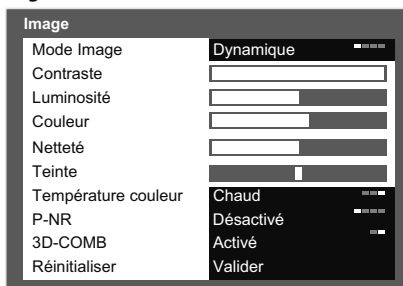 Image
Mode Image Dynamique
Contraste
Luminosité
Couleur
Netteté
Teinte
Température couleur Chaud
P-NR Désactivé
3D-COMB Activé
Réinitialiser Valider